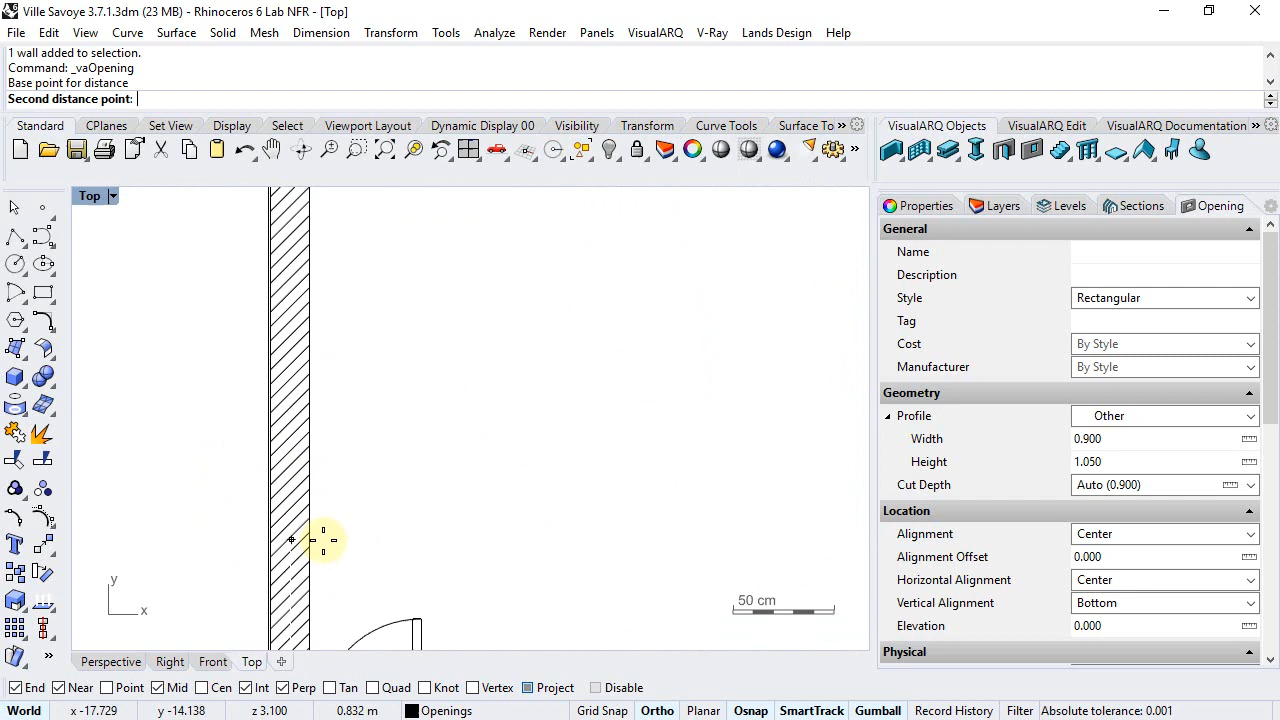 Ville Savoye 3.7.1.3dm (23 MB) - Rhinoceros 6 Lab NFR - [Top]
File Edit View Curve Surface Solid Mesh Dimension Transform Tools Analyze Render Panels VisualARQ V-Ray Lands Design Help
1 wall added to selection.
Command: _vaOpening
Base point for distance
Second distance point:
Standard CPlanes Set View Display Select Viewport Layout Dynamic Display 00 Visibility Transform Curve Tools Surface To »
VisualARQ Objects VisualARQ Edit VisualARQ Documentation »
Top
Properties Layers Levels Sections Opening
General
Name
Description
Style Rectangular
Tag
Cost By Style
Manufacturer By Style
Geometry
Profile Other
Width 0.900
Height 1.050
Cut Depth Auto (0.900)
Location
Alignment Center
Alignment Offset 0.000
Horizontal Alignment Center
Vertical Alignment Bottom
Elevation 0.000
Physical
y
x
50 cm
Perspective Right Front Top
End Near Point Mid Cen Int Perp Tan Quad Knot Vertex Project Disable
World x -17.729 y -14.138 z 3.100 0.832 m Openings Grid Snap Ortho Planar Osnap SmartTrack Gumball Record History Filter Absolute tolerance: 0.001